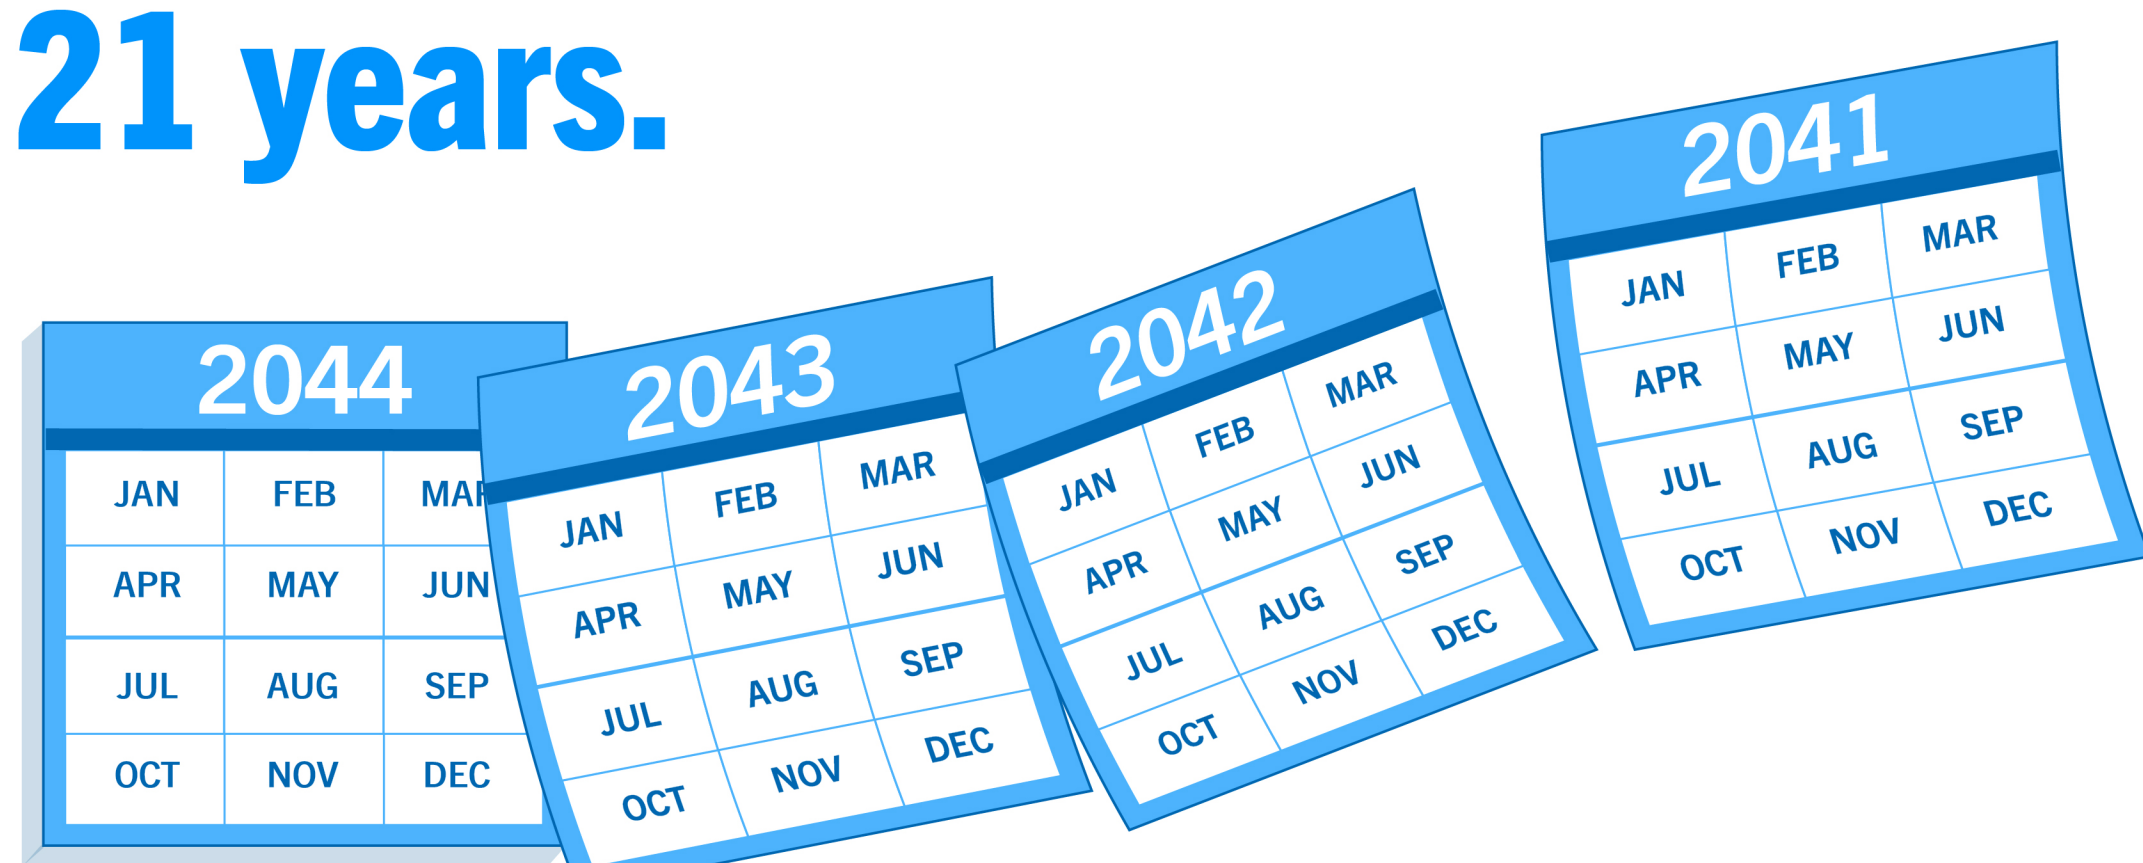 21 years.
2044
JAN FEB MAR
APR MAY JUN
JUL AUG SEP
OCT NOV DEC
2043
JAN FEB MAR
APR MAY JUN
JUL AUG SEP
OCT NOV DEC
2042
JAN FEB MAR
APR MAY JUN
JUL AUG SEP
OCT NOV DEC
2041
JAN FEB MAR
APR MAY JUN
JUL AUG SEP
OCT NOV DEC